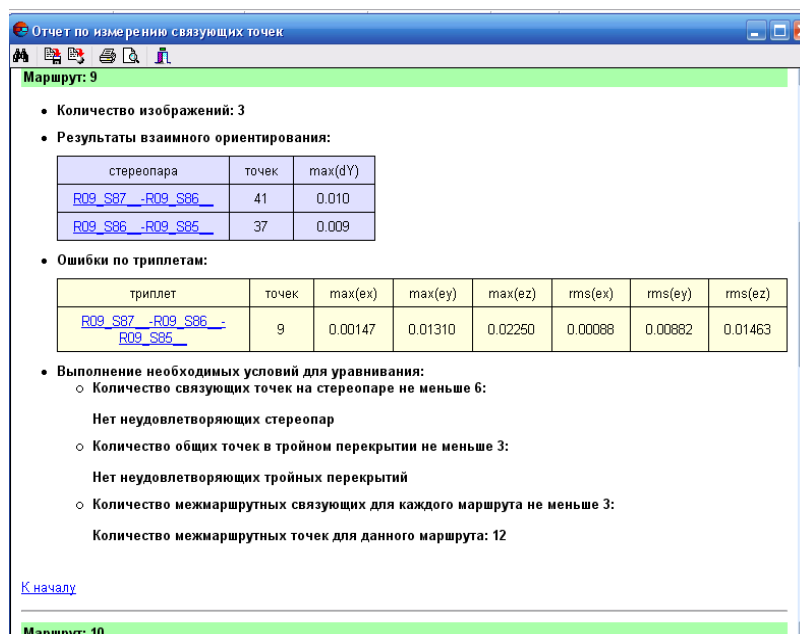 Отчет по измерению связующих точек
Маршрут: 9
Количество изображений: 3
Результаты взаимного ориентирования:
стереопара точек max(dY)
R09_S87__-R09_S86__ 41 0.010
R09_S86__-R09_S85__ 37 0.009
Ошибки по триплетам:
триплет точек max(ex) max(ey) max(ez) rms(ex) rms(ey) rms(ez)
R09_S87__-R09_S86__-
R09_S85__ 9 0.00147 0.01310 0.02250 0.00088 0.00882 0.01463
Выполнение необходимых условий для уравнивания:
Количество связующих точек на стереопаре не меньше 6:
Нет неудовлетворяющих стереопар
Количество общих точек в тройном перекрытии не меньше 3:
Нет неудовлетворяющих тройных перекрытий
Количество межмаршрутных связующих для каждого маршрута не меньше 3:
Количество межмаршрутных точек для данного маршрута: 12
К началу
Маршрут: 10